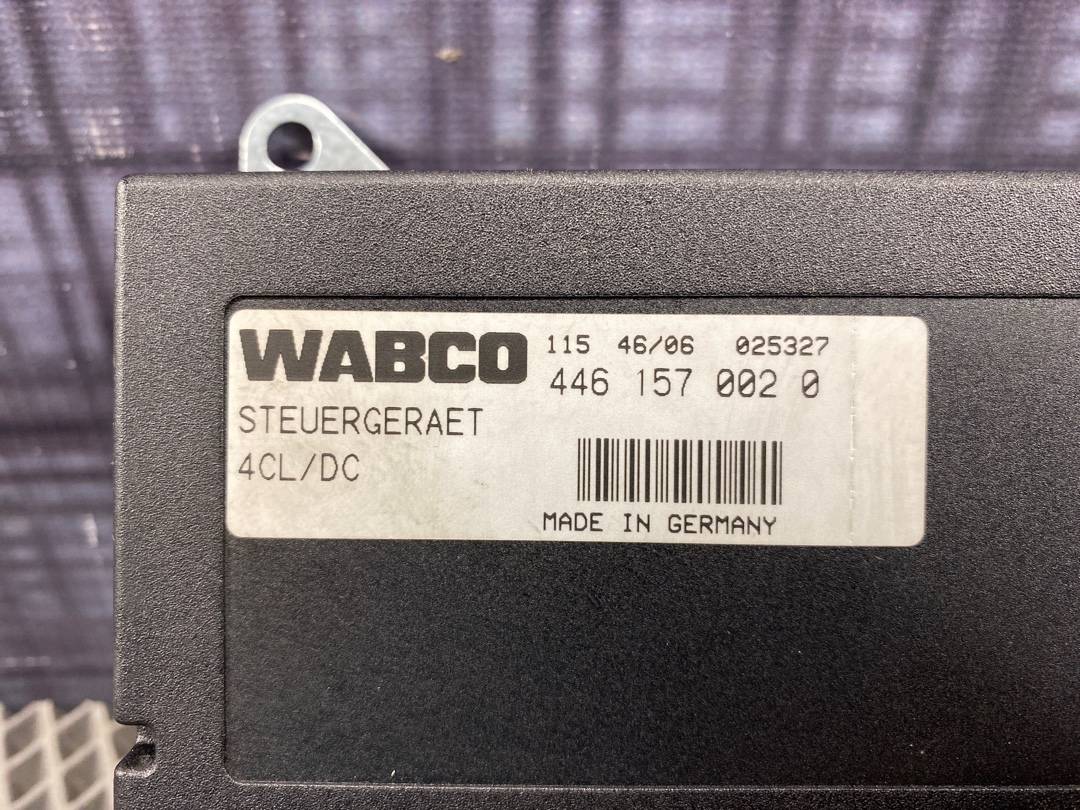 WABCO
115 46/06 025327
446 157 002 0
STEUERGERAET
4CL/DC
MADE IN GERMANY